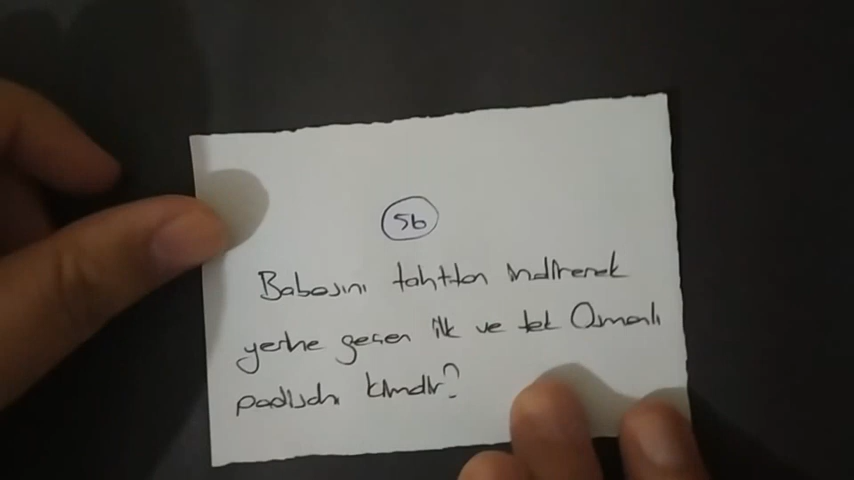 56
Babasını tahttan indirerek
yerine geçen ilk ve tek Osmanlı
padişahı kimdir?